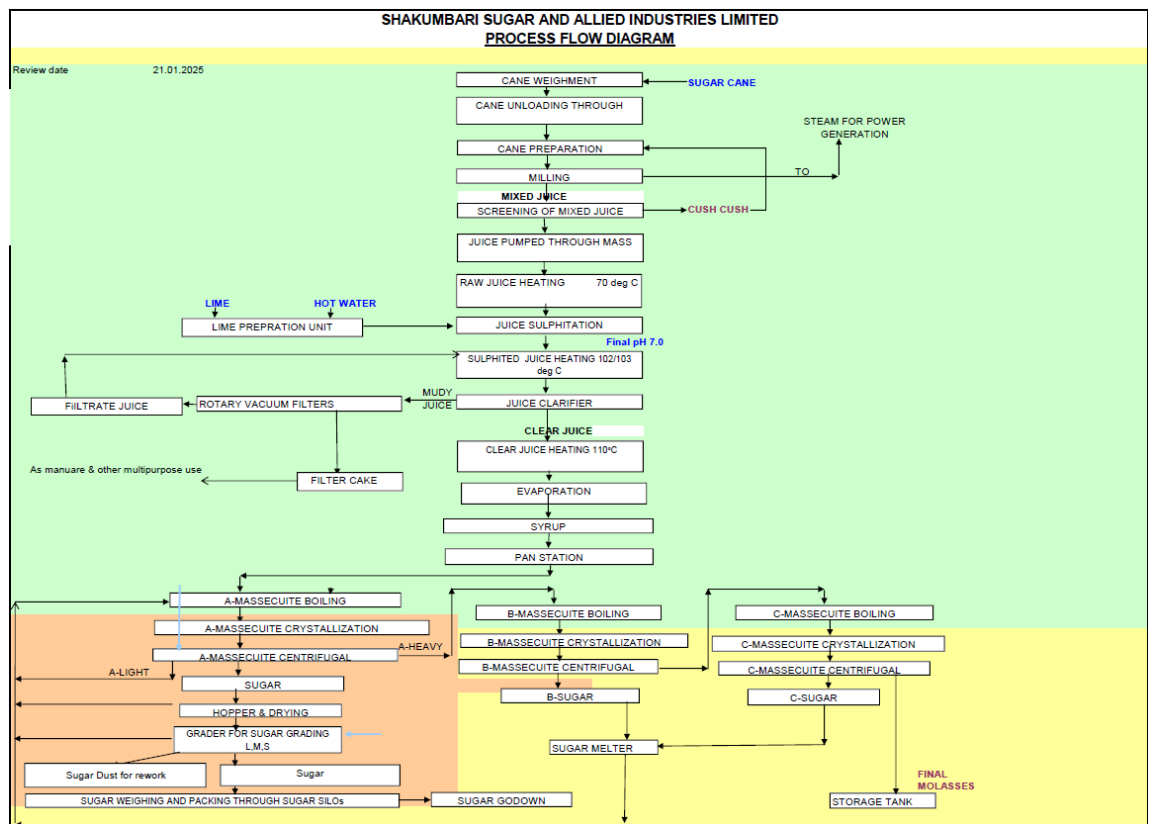 SHAKUMBARI SUGAR AND ALLIED INDUSTRIES LIMITED
PROCESS FLOW DIAGRAM
Review date 21.01.2025
CANE WEIGHMENT
SUGAR CANE
CANE UNLOADING THROUGH
STEAM FOR POWER
GENERATION
CANE PREPARATION
MILLING
TO
MIXED JUICE
SCREENING OF MIXED JUICE
CUSH CUSH
JUICE PUMPED THROUGH MASS
RAW JUICE HEATING 70 deg C
LIME
HOT WATER
LIME PREPRATION UNIT
JUICE SULPHITATION
Final pH 7.0
SULPHITED JUICE HEATING 102/103
deg C
MUDY
JUICE
JUICE CLARIFIER
ROTARY VACUUM FILTERS
FIILTRATE JUICE
CLEAR JUICE
CLEAR JUICE HEATING 110°C
As manuare & other multipurpose use
FILTER CAKE
EVAPORATION
SYRUP
PAN STATION
A-MASSECUITE BOILING
B-MASSECUITE BOILING
C-MASSECUITE BOILING
A-MASSECUITE CRYSTALLIZATION
B-MASSECUITE CRYSTALLIZATION
C-MASSECUITE CRYSTALLIZATION
A-HEAVY
A-MASSECUITE CENTRIFUGAL
B-MASSECUITE CENTRIFUGAL
C-MASSECUITE CENTRIFUGAL
A-LIGHT
SUGAR
B-SUGAR
C-SUGAR
HOPPER & DRYING
GRADER FOR SUGAR GRADING
L,M,S
SUGAR MELTER
Sugar Dust for rework
Sugar
FINAL
MOLASSES
SUGAR WEIGHING AND PACKING THROUGH SUGAR SILOs
SUGAR GODOWN
STORAGE TANK